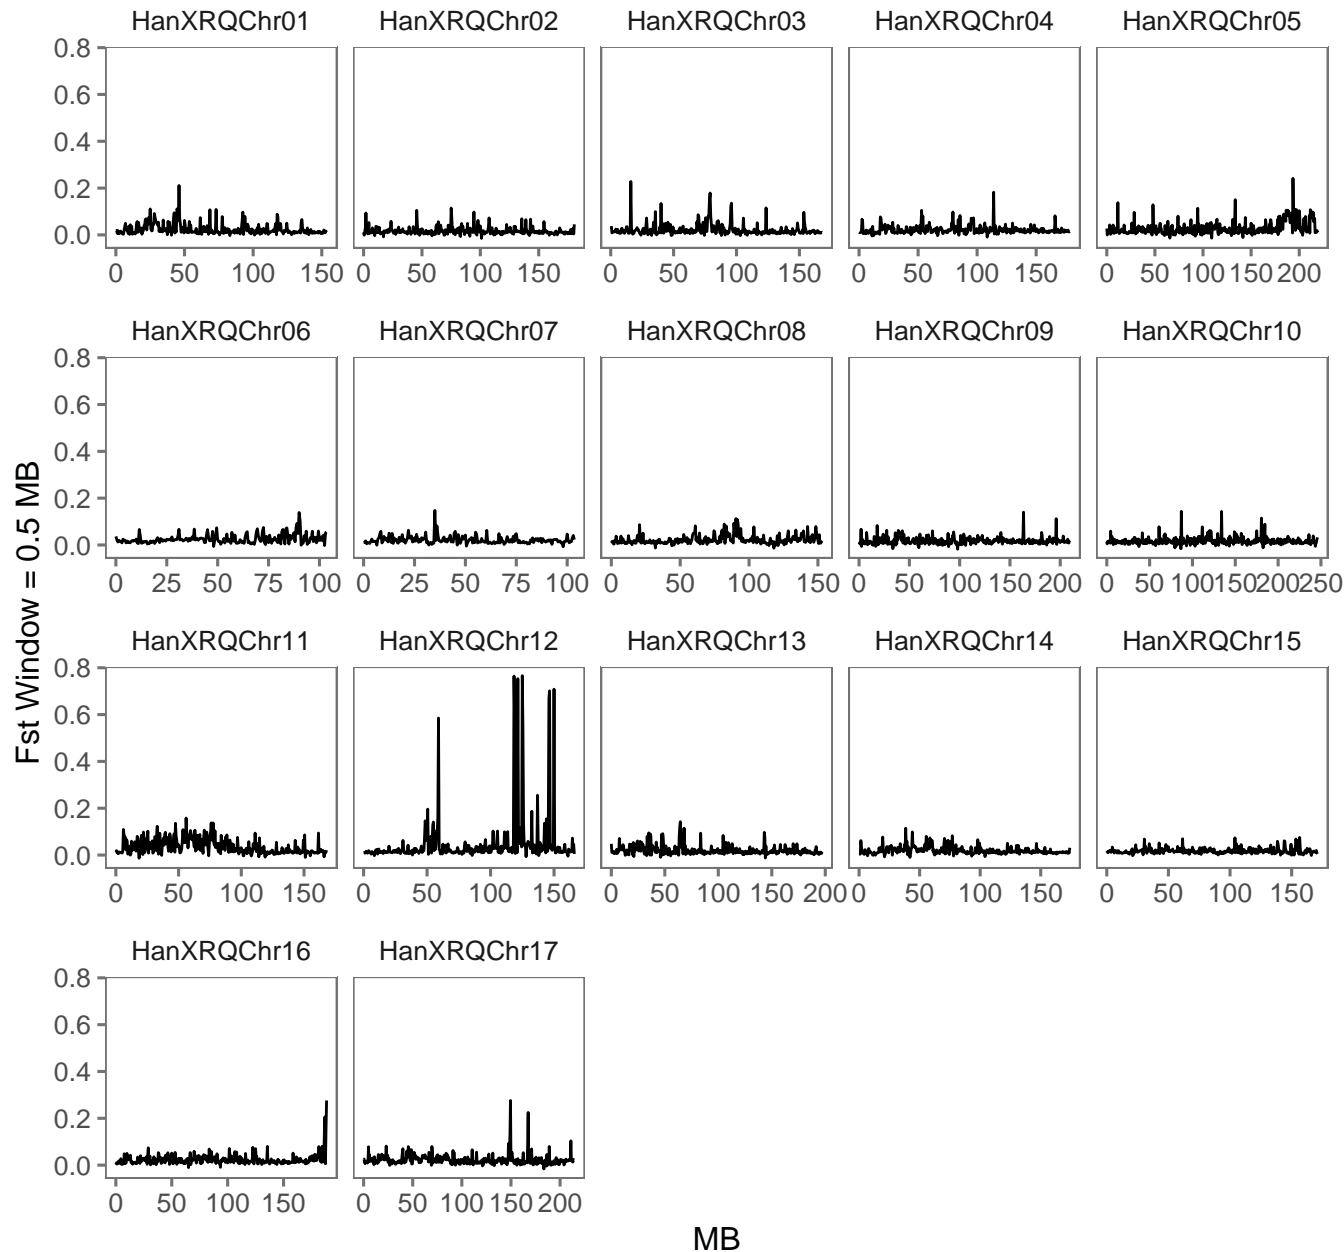 HanXRQChr01 HanXRQChr02 HanXRQChr03 HanXRQChr04 HanXRQChr05
0.8
0.6
0.4
0.2
0.0
0 50 100 150 0 50 100 150 0 50 100 150 0 50 100 150 0 50 100 150 200
HanXRQChr06 HanXRQChr07 HanXRQChr08 HanXRQChr09 HanXRQChr10
0.8
0.6
0.4
0.2
0.0
0 25 50 75 100 0 25 50 75 100 0 50 100 150 0 50 100 150 200 0 50 100 150 200 250
Fst Window = 0.5 MB
HanXRQChr11 HanXRQChr12 HanXRQChr13 HanXRQChr14 HanXRQChr15
0.8
0.6
0.4
0.2
0.0
0 50 100 150 0 50 100 150 0 50 100 150 200 0 50 100 150 0 50 100 150
HanXRQChr16 HanXRQChr17
0.8
0.6
0.4
0.2
0.0
0 50 100 150 0 50 100 150 200
MB